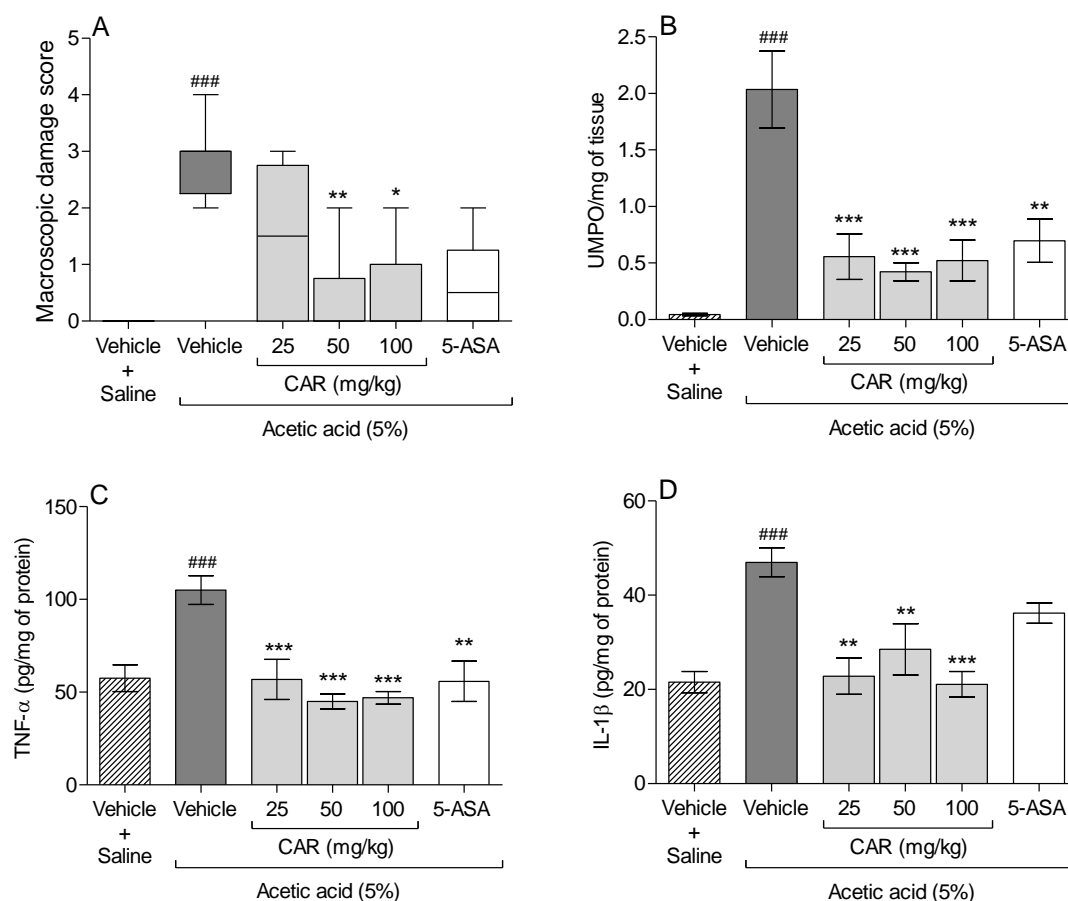 A
Macroscopic damage score
5
4
3
2
1
0
###
** *
Vehicle + Saline
Vehicle
25 50 100
5-ASA
CAR (mg/kg)
Acetic acid (5%)
B
UMPO/mg of tissue
2.5
2.0
1.5
1.0
0.5
0.0
###
*** *** *** **
Vehicle + Saline
Vehicle
25 50 100
5-ASA
CAR (mg/kg)
Acetic acid (5%)
C
TNF-α (pg/mg of protein)
150
100
50
0
###
*** *** *** **
Vehicle + Saline
Vehicle
25 50 100
5-ASA
CAR (mg/kg)
Acetic acid (5%)
D
IL-1β (pg/mg of protein)
60
40
20
0
###
** ** ***
Vehicle + Saline
Vehicle
25 50 100
5-ASA
CAR (mg/kg)
Acetic acid (5%)